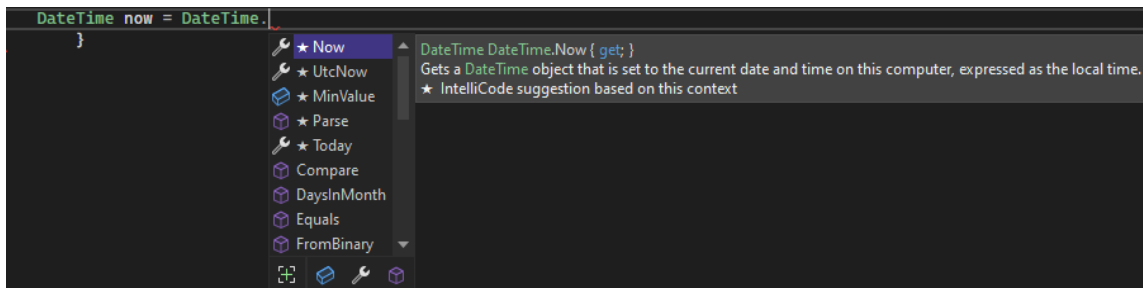 DateTime now = DateTime.
}
★ Now
★ UtcNow
★ MinValue
★ Parse
★ Today
Compare
DaysInMonth
Equals
FromBinary
DateTime DateTime.Now { get; }
Gets a DateTime object that is set to the current date and time on this computer, expressed as the local time.
★ IntelliCode suggestion based on this context